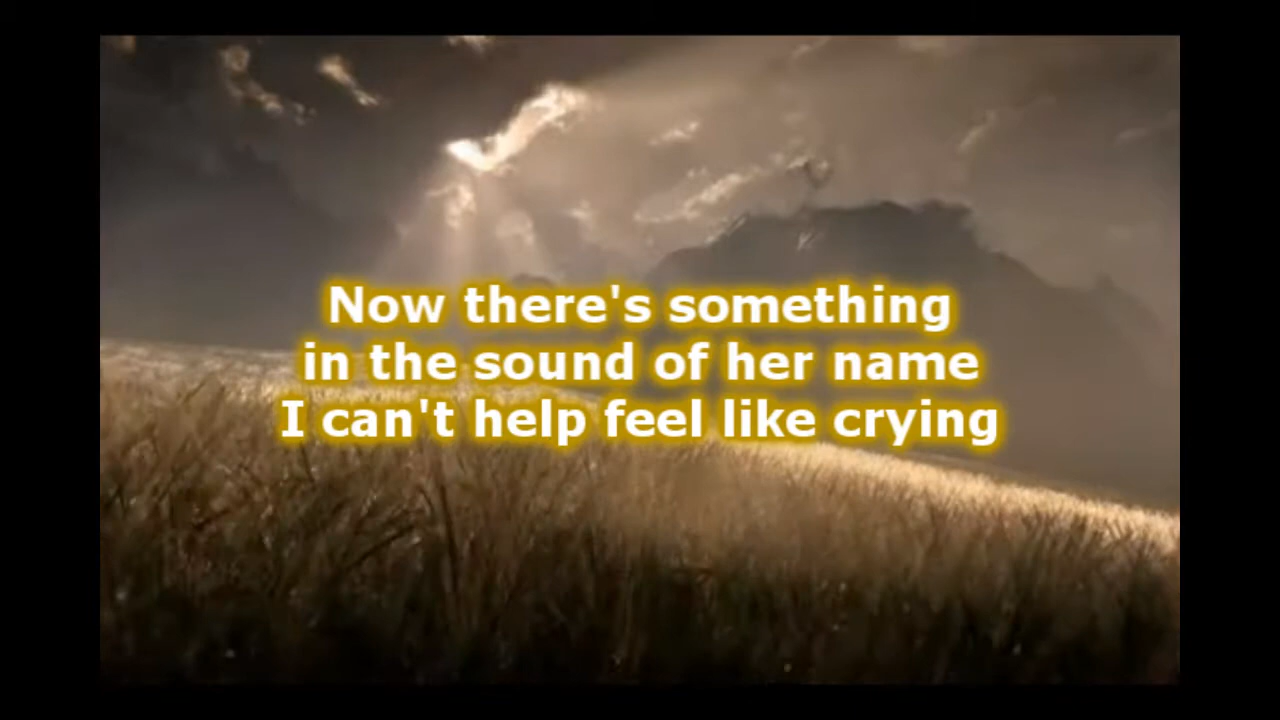 Now there's something
in the sound of her name
I can't help feel like crying